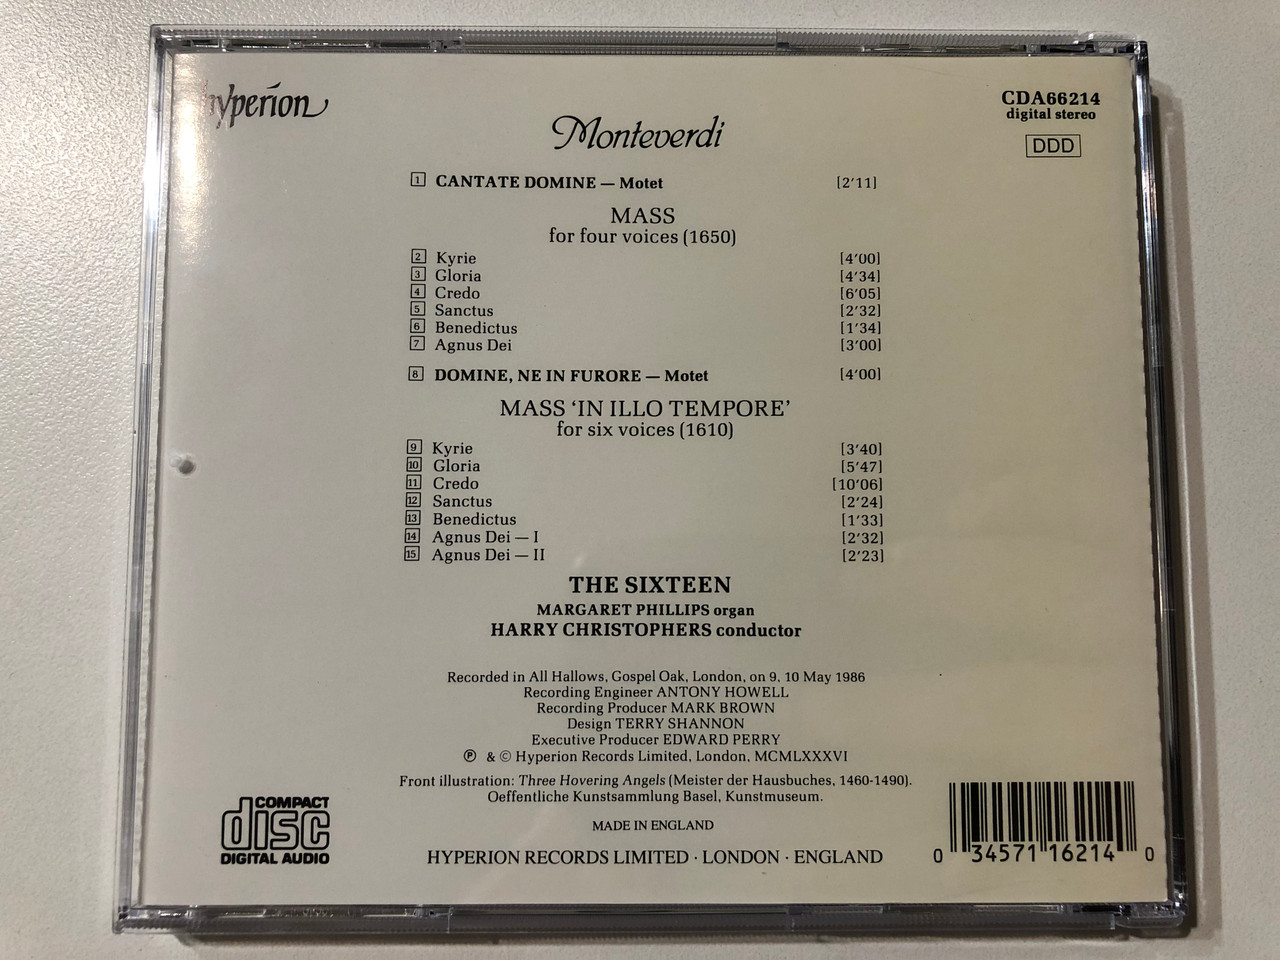 hyperion
CDA66214
digital stereo
DDD
Monteverdi
1 CANTATE DOMINE — Motet [2'11]
MASS
for four voices (1650)
2 Kyrie [4'00]
3 Gloria [4'34]
4 Credo [6'05]
5 Sanctus [2'32]
6 Benedictus [1'34]
7 Agnus Dei [3'00]
8 DOMINE, NE IN FURORE — Motet [4'00]
MASS ‘IN ILLO TEMPORE’
for six voices (1610)
9 Kyrie [3'40]
10 Gloria [5'47]
11 Credo [10'06]
12 Sanctus [2'24]
13 Benedictus [1'33]
14 Agnus Dei — I [2'32]
15 Agnus Dei — II [2'23]
THE SIXTEEN
MARGARET PHILLIPS organ
HARRY CHRISTOPHERS conductor
Recorded in All Hallows, Gospel Oak, London, on 9, 10 May 1986
Recording Engineer ANTONY HOWELL
Recording Producer MARK BROWN
Design TERRY SHANNON
Executive Producer EDWARD PERRY
℗ & © Hyperion Records Limited, London, MCMLXXXVI
Front illustration: Three Hovering Angels (Meister der Hausbuches, 1460-1490).
Oeffentliche Kunstsammlung Basel, Kunstmuseum.
MADE IN ENGLAND
HYPERION RECORDS LIMITED · LONDON · ENGLAND
COMPACT
disc
DIGITAL AUDIO
0 34571 16214 0